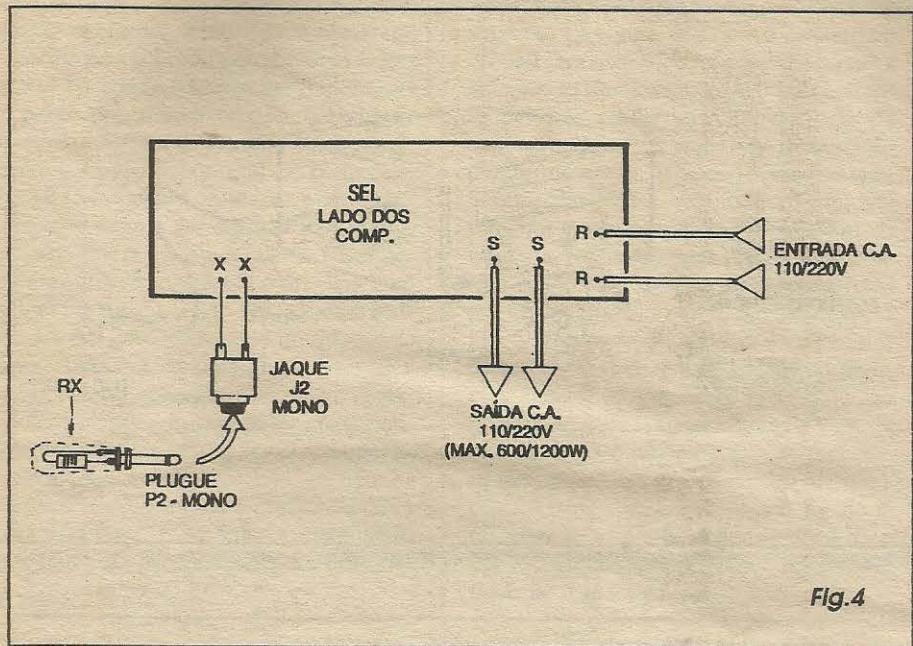 SEL
LADO DOS
COMP.
X X
S S
R
R
ENTRADA C.A.
110/220V
JAQUE
J2
MONO
RX
PLUGUE
P2 - MONO
SAÍDA C.A.
110/220V
(MAX. 600/1200W)
Fig.4